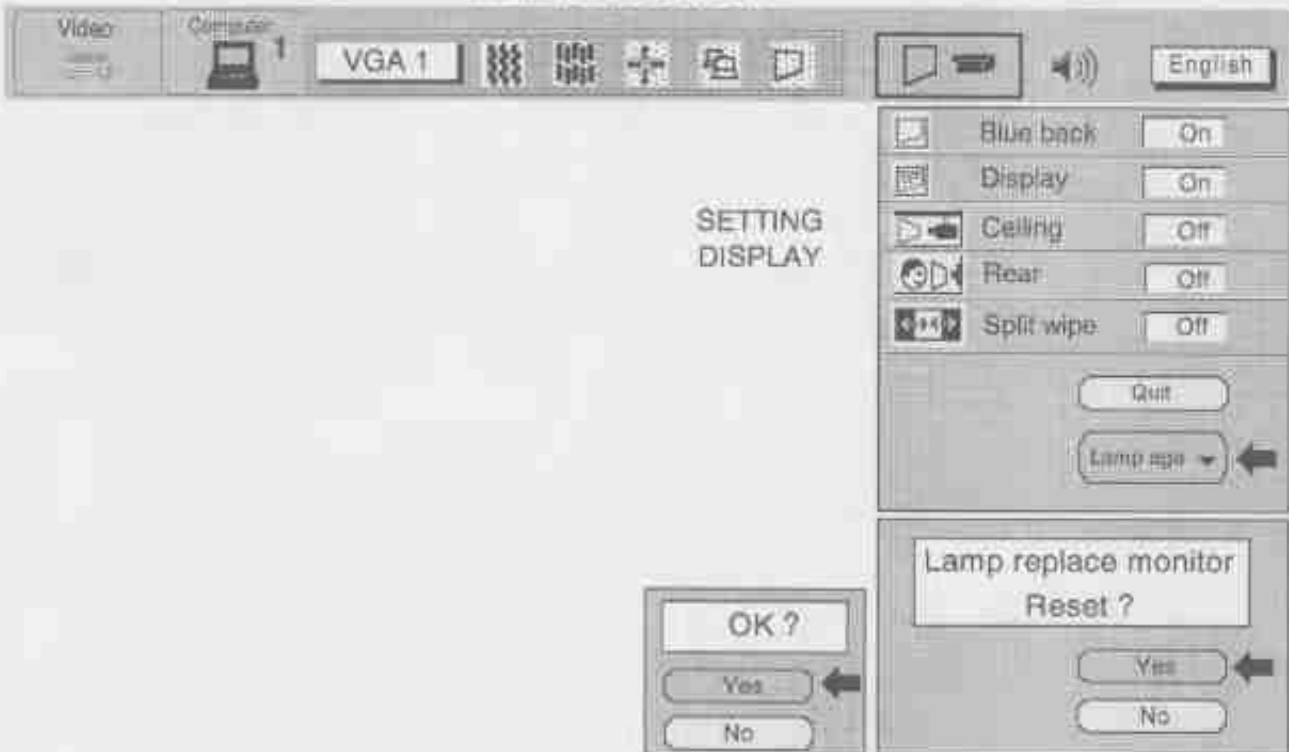 Video
Computer
1
VGA 1
English
Blue back On
Display On
SETTING
DISPLAY
Ceiling Off
Rear Off
Split wipe Off
Quit
Lamp age
Lamp replace monitor
Reset ?
Yes
No
OK ?
Yes
No